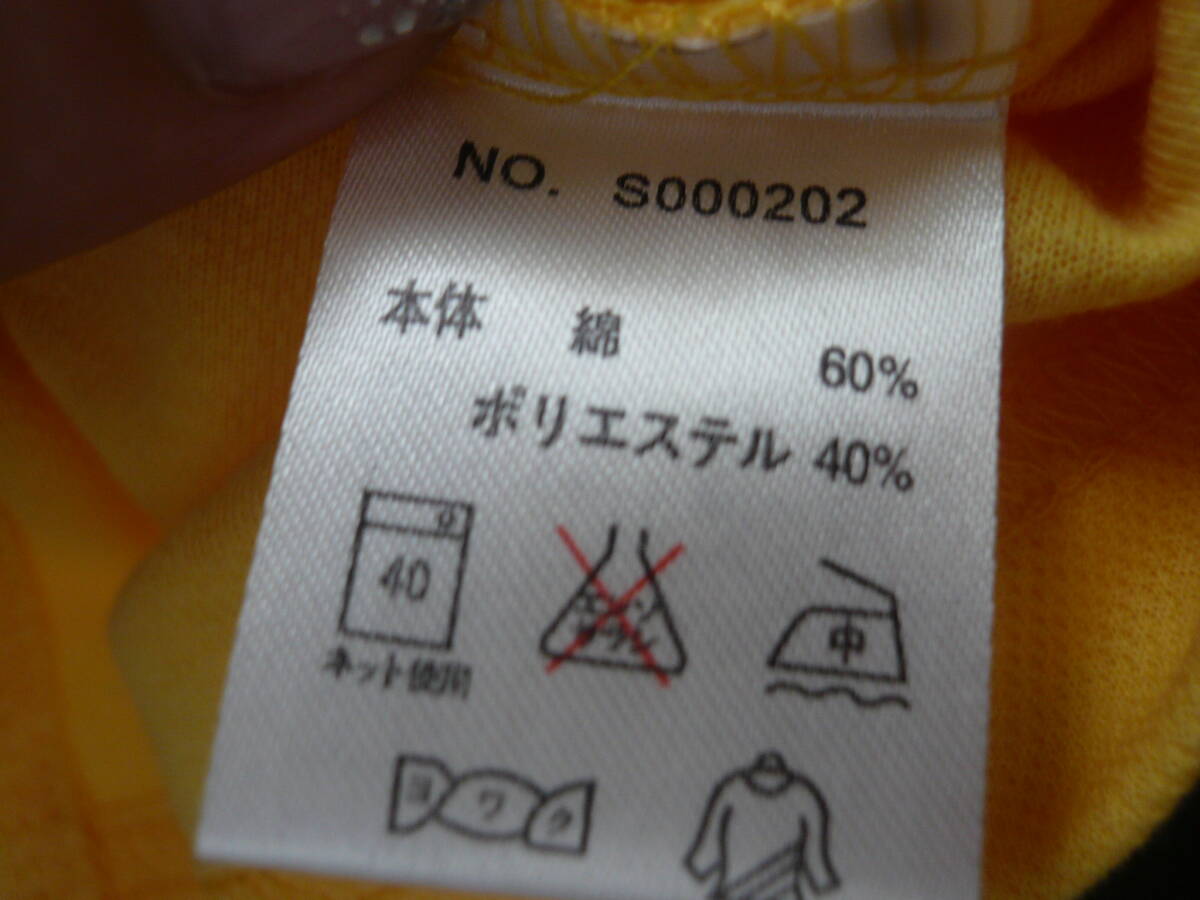 NO. S000202
本体 綿 60%
ポリエステル 40%
40
中
ネット使用
ヨワク